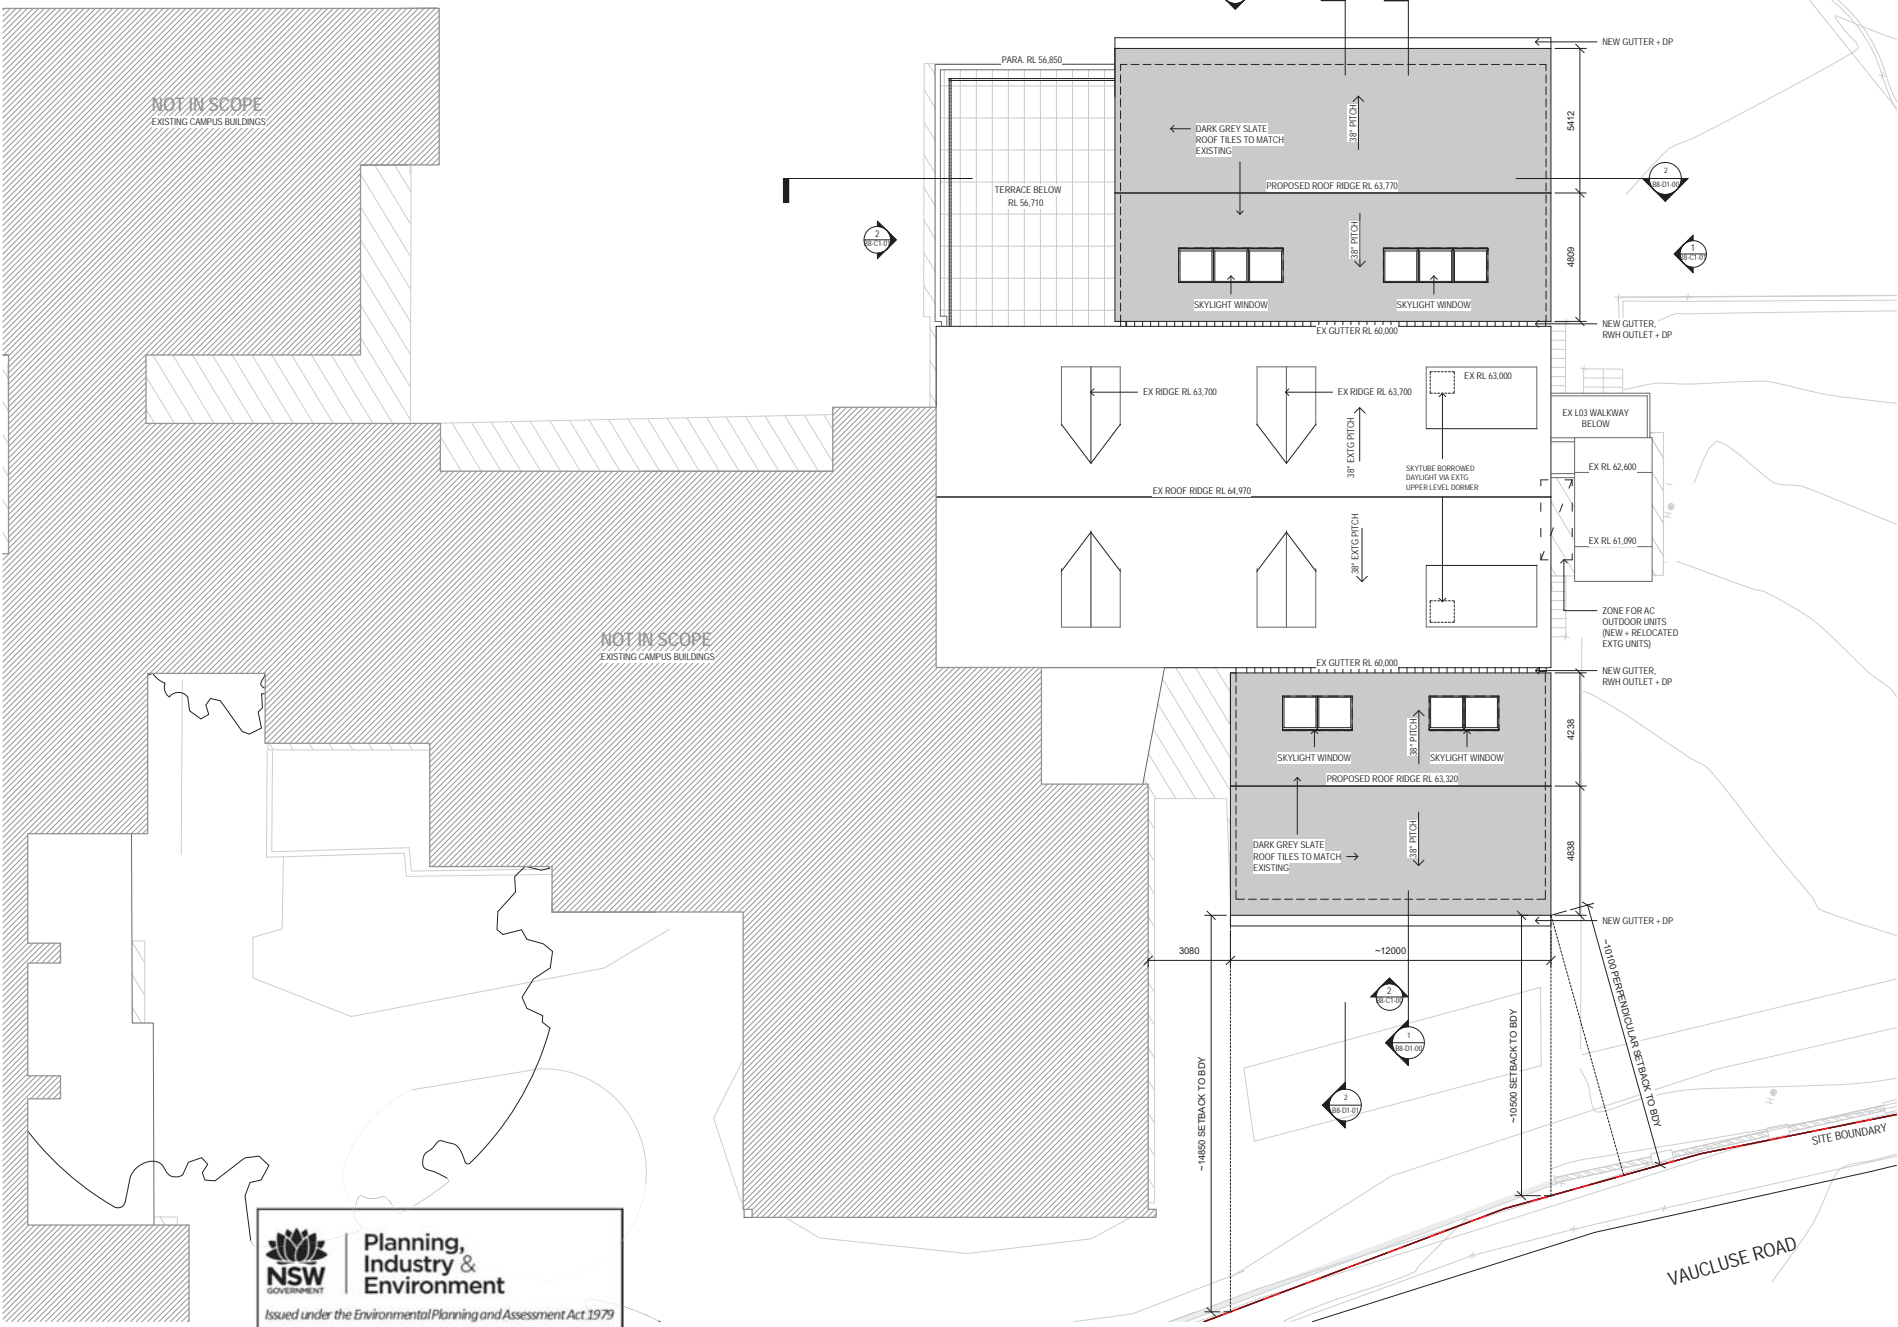 NEW GUTTER + DP
PARA. RL 56,850
NOT IN SCOPE
EXISTING CAMPUS BUILDINGS
38° PITCH
5412
DARK GREY SLATE
ROOF TILES TO MATCH
EXISTING
TERRACE BELOW
RL 56,710
PROPOSED ROOF RIDGE RL 63,770
2
B8-D1-00
2
1
38° PITCH
4809
SKYLIGHT WINDOW
SKYLIGHT WINDOW
EX GUTTER RL 60,000
NEW GUTTER,
RWH OUTLET + DP
EX RIDGE RL 63,700
EX RIDGE RL 63,700
EX RL 63,000
EX L03 WALKWAY
BELOW
38° EXTG PITCH
SKYTUBE BORROWED
DAYLIGHT VIA EXTG
UPPER LEVEL DORMER
EX RL 62,600
EX ROOF RIDGE RL 64,970
38° EXTG PITCH
EX RL 61,090
H
ZONE FOR AC
OUTDOOR UNITS
(NEW + RELOCATED
EXTG UNITS)
NOT IN SCOPE
EXISTING CAMPUS BUILDINGS
EX GUTTER RL 60,000
NEW GUTTER,
RWH OUTLET + DP
38° PITCH
4238
SKYLIGHT WINDOW
SKYLIGHT WINDOW
PROPOSED ROOF RIDGE RL 63,320
DARK GREY SLATE
ROOF TILES TO MATCH
EXISTING
38° PITCH
4838
NEW GUTTER + DP
3080
~12000
~10100 PERPENDICULAR SETBACK TO BDY
2
B8-C1-00
1
B8-D1-00
~10500 SETBACK TO BDY
~14850 SETBACK TO BDY
2
B8-D1-01
H
SITE BOUNDARY
VAUCLUSE ROAD
NSW
GOVERNMENT
Planning,
Industry &
Environment
Issued under the Environmental Planning and Assessment Act 1979